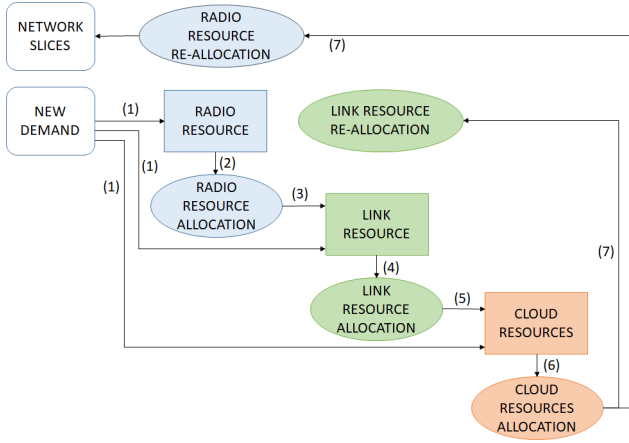 NETWORK
SLICES
RADIO
RESOURCE
RE-ALLOCATION
(7)
NEW
DEMAND
(1)
(1)
(1)
RADIO
RESOURCE
LINK RESOURCE
RE-ALLOCATION
(2)
RADIO
RESOURCE
ALLOCATION
(3)
LINK
RESOURCE
(7)
(4)
LINK
RESOURCE
ALLOCATION
(5)
CLOUD
RESOURCES
(6)
CLOUD
RESOURCES
ALLOCATION